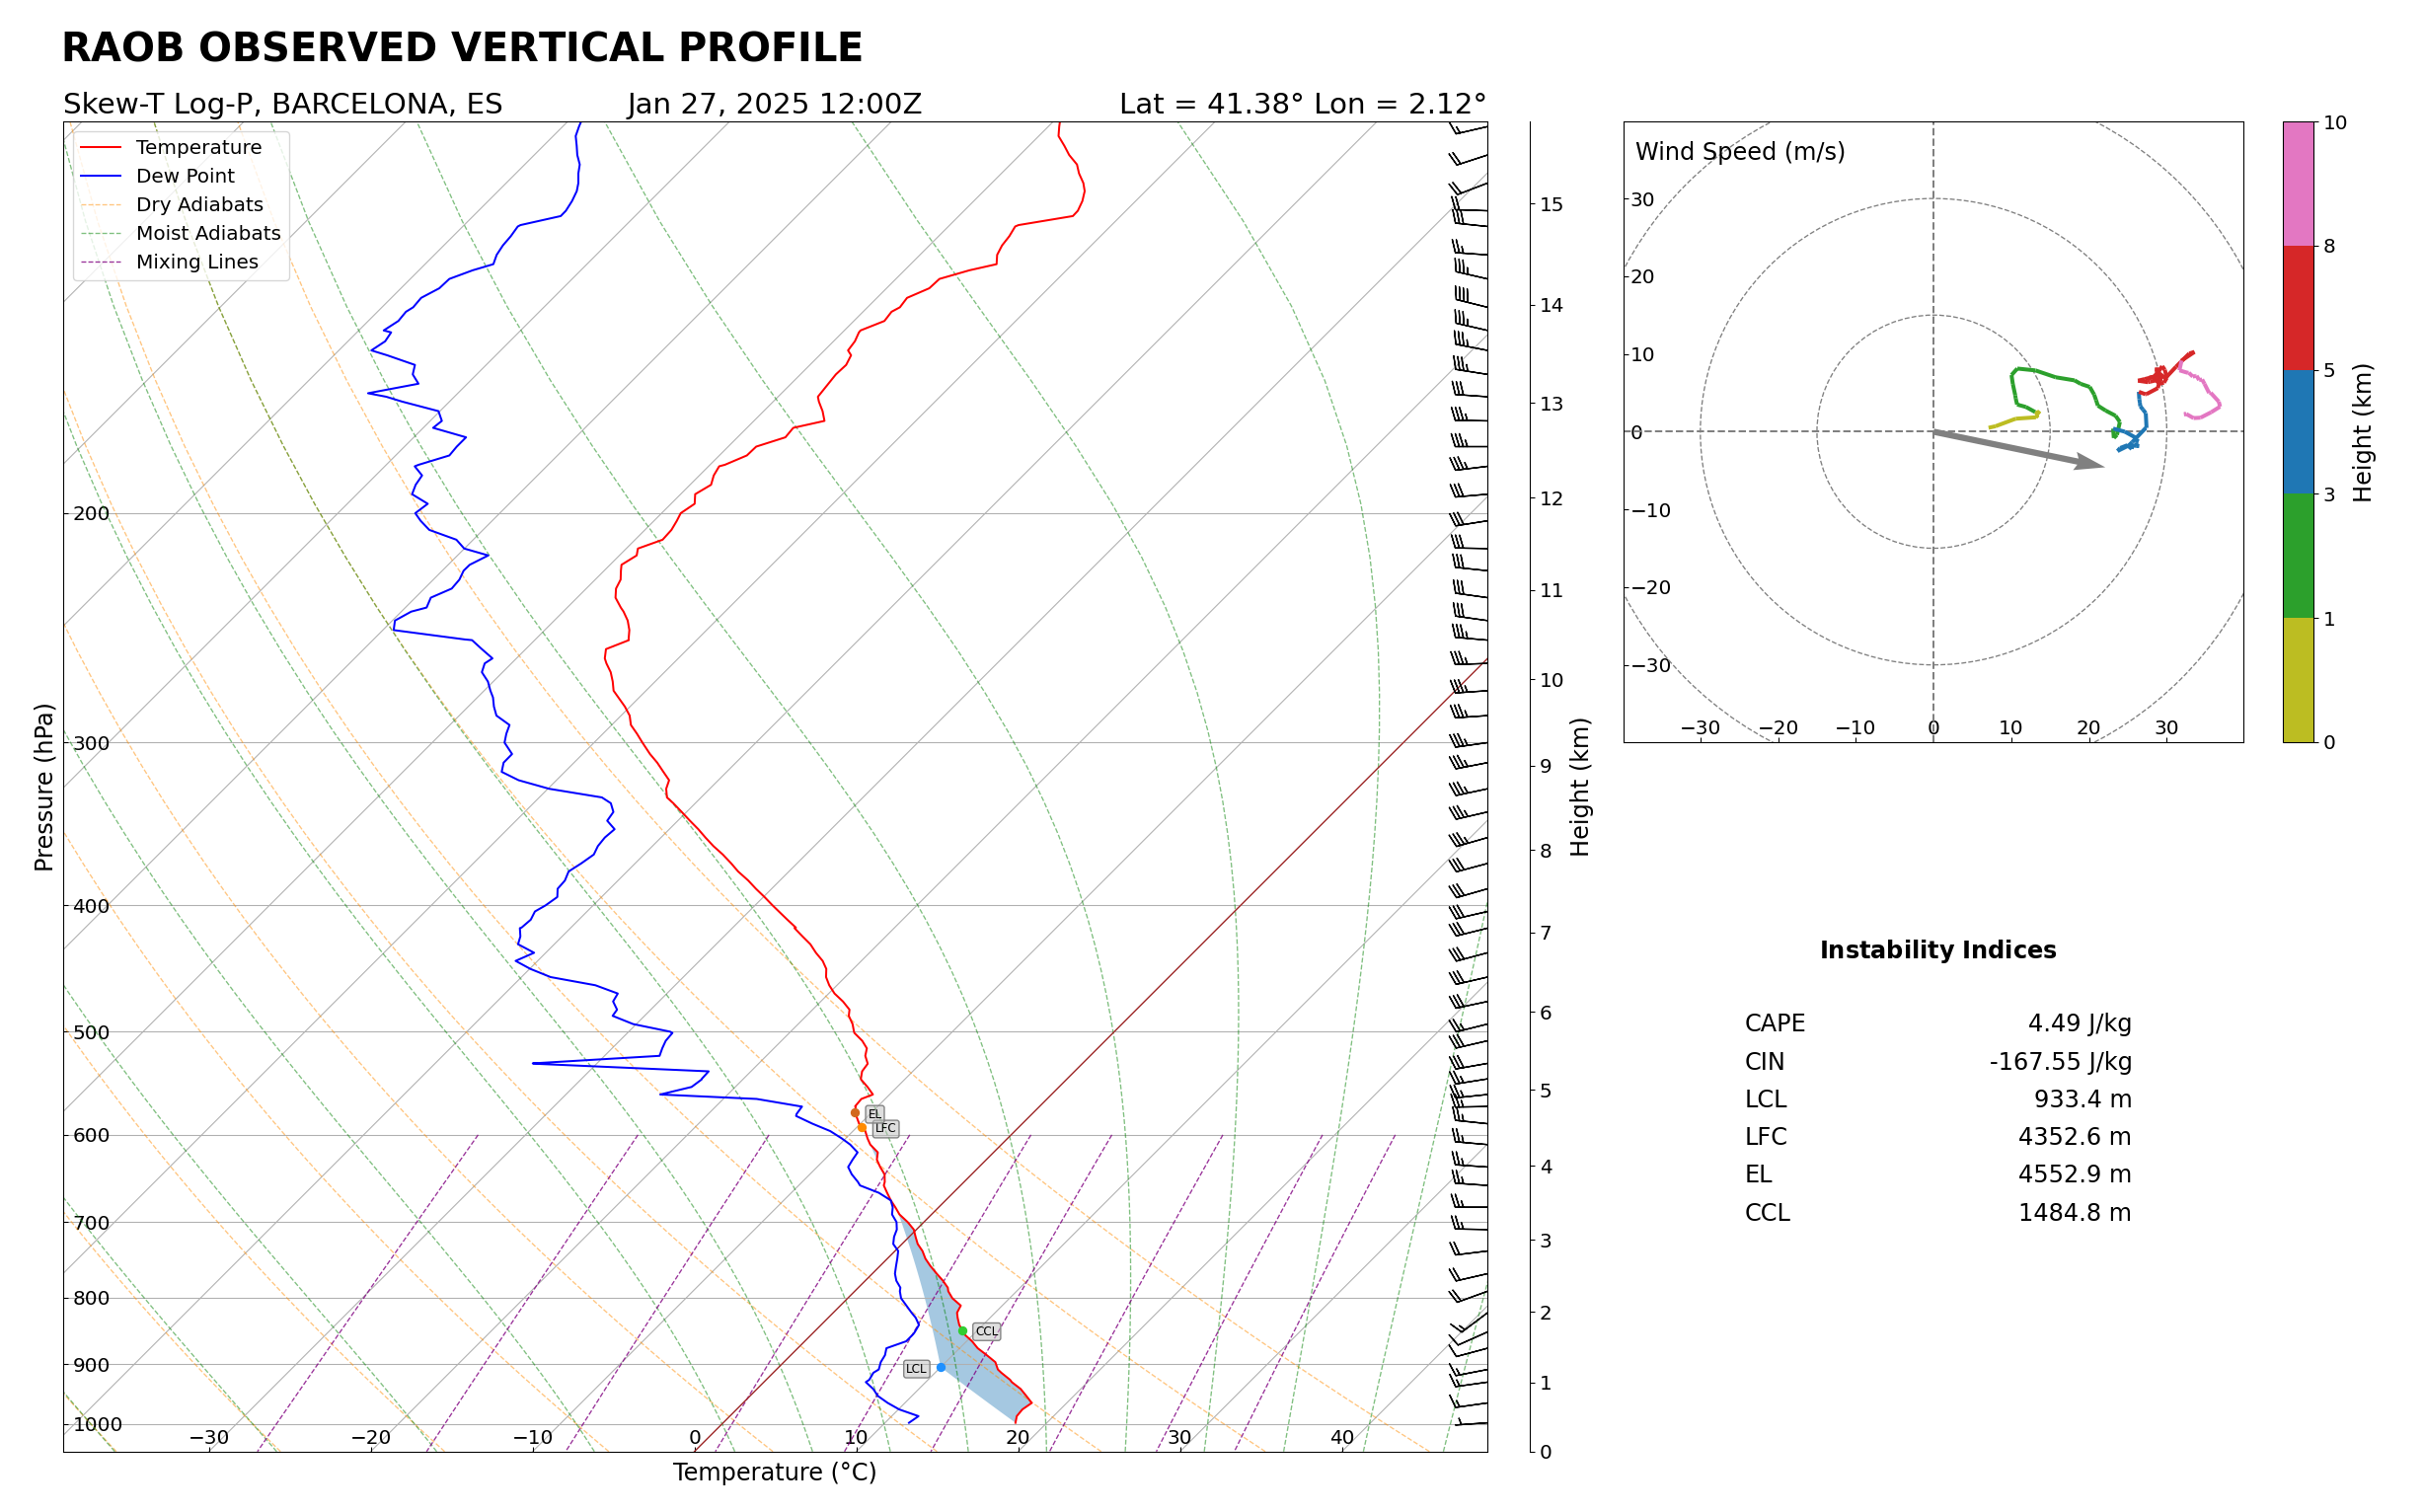 RAOB OBSERVED VERTICAL PROFILE
Skew-T Log-P, BARCELONA, ES Jan 27, 2025 12:00Z Lat = 41.38° Lon = 2.12°
Temperature
Dew Point
Dry Adiabats
Moist Adiabats
Mixing Lines
Pressure (hPa)
200
300
400
500
600
700
800
900
1000
−30 −20 −10 0 10 20 30 40
Temperature (°C)
EL
LFC
CCL
LCL
15
14
13
12
11
10
9
8
7
6
5
4
3
2
1
0
Height (km)
Wind Speed (m/s)
30
20
10
0
−10
−20
−30
−30 −20 −10 0 10 20 30
10
8
5
3
1
0
Height (km)
Instability Indices
CAPE 4.49 J/kg
CIN -167.55 J/kg
LCL 933.4 m
LFC 4352.6 m
EL 4552.9 m
CCL 1484.8 m